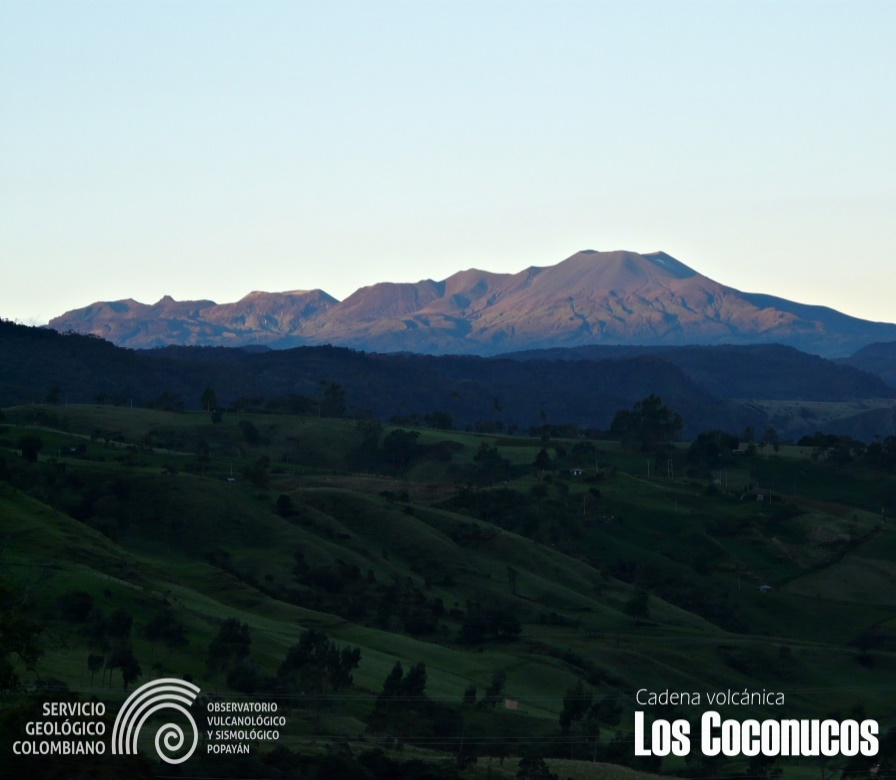 SERVICIO
GEOLÓGICO
COLOMBIANO
OBSERVATORIO
VULCANOLÓGICO
Y SISMOLÓGICO
POPAYÁN
Cadena volcánica
Los Coconucos